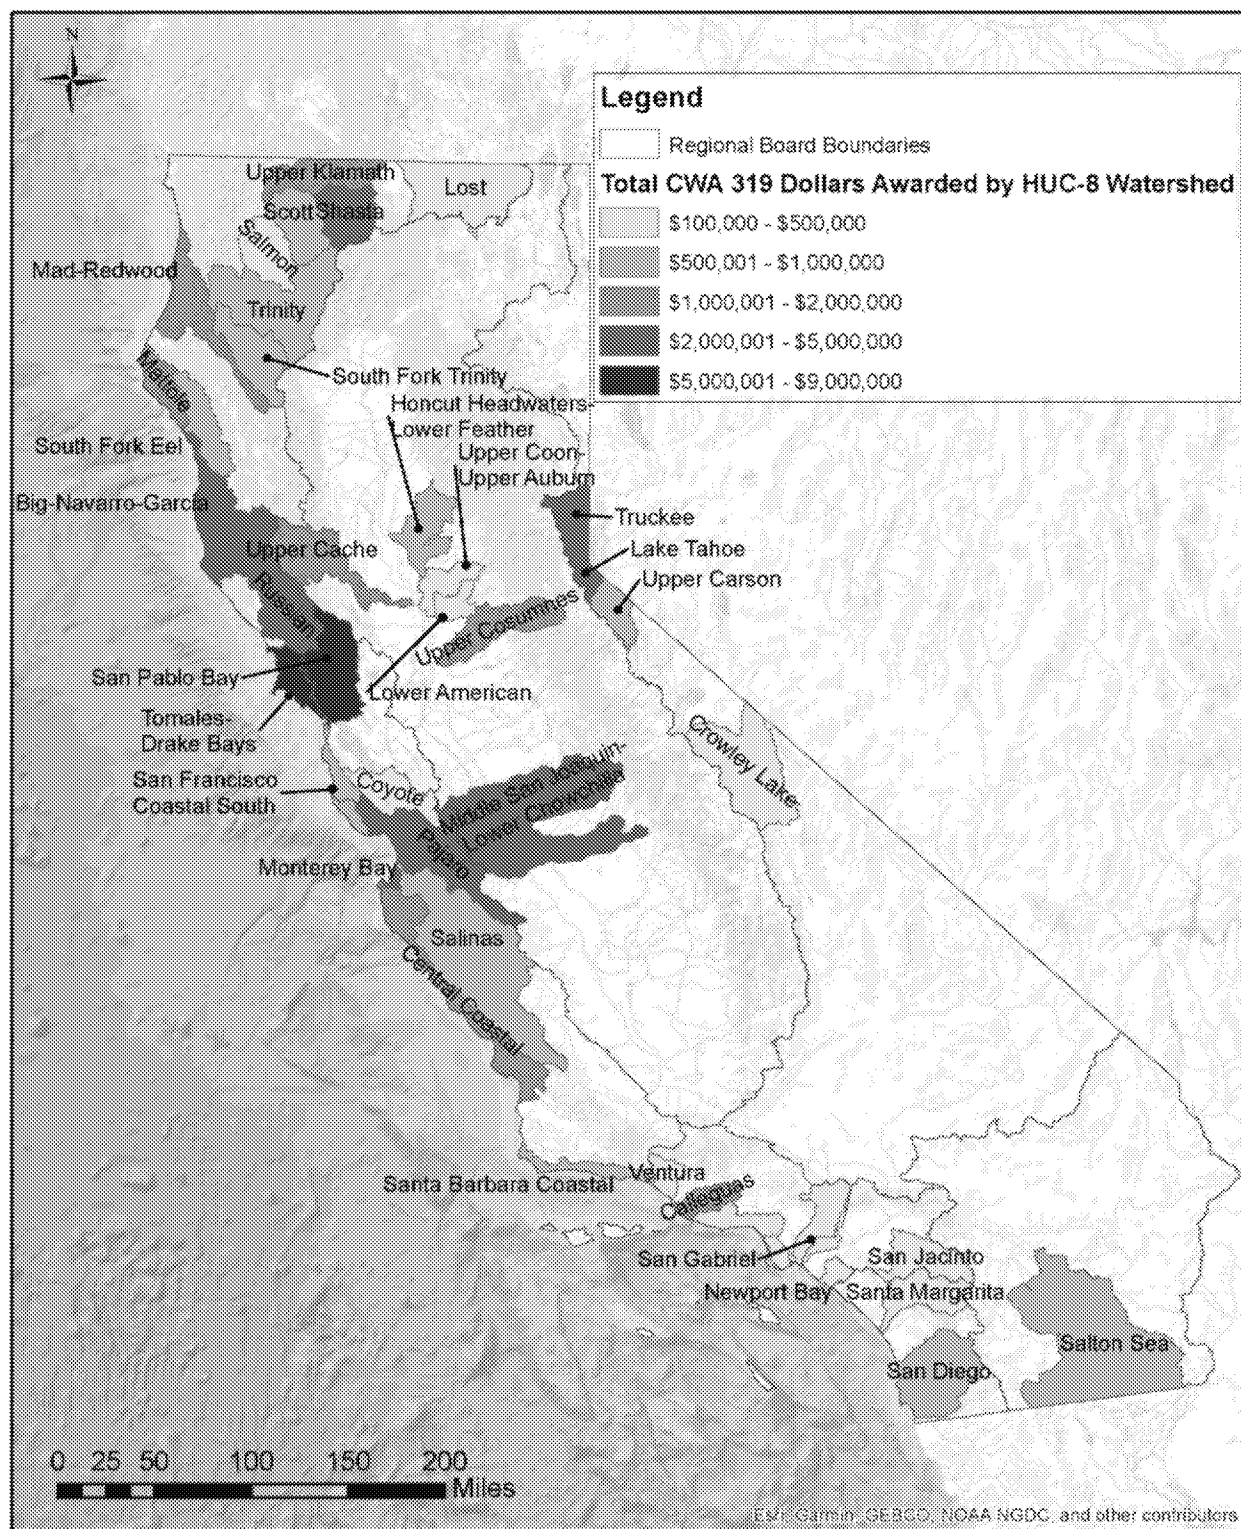 N
Legend
Regional Board Boundaries
Total CWA 319 Dollars Awarded by HUC-8 Watershed
$100,000 - $500,000
$500,001 - $1,000,000
$1,000,001 - $2,000,000
$2,000,001 - $5,000,000
$5,000,001 - $9,000,000
Upper Klamath
Lost
Scott
Shasta
Salmon
Mad-Redwood
Trinity
South Fork Trinity
Mattole
Honcut Headwaters-
Lower Feather
South Fork Eel
Upper Coon-
Upper Auburn
Big-Navarro-Garcia
Truckee
Upper Cache
Lake Tahoe
Upper Carson
Russian
Upper Cosumnes
San Pablo Bay
Lower American
Tomales-
Drake Bays
Crowley Lake
San Francisco
Coastal South
Coyote
Middle San Joaquin-
Lower Chowchilla
Pajaro
Monterey Bay
Salinas
Central Coastal
Ventura
Santa Barbara Coastal
Calleguas
San Gabriel
San Jacinto
Newport Bay
Santa Margarita
Salton Sea
San Diego
0 25 50 100 150 200
Miles
Esri, Garmin, GEBCO, NOAA NGDC, and other contributors